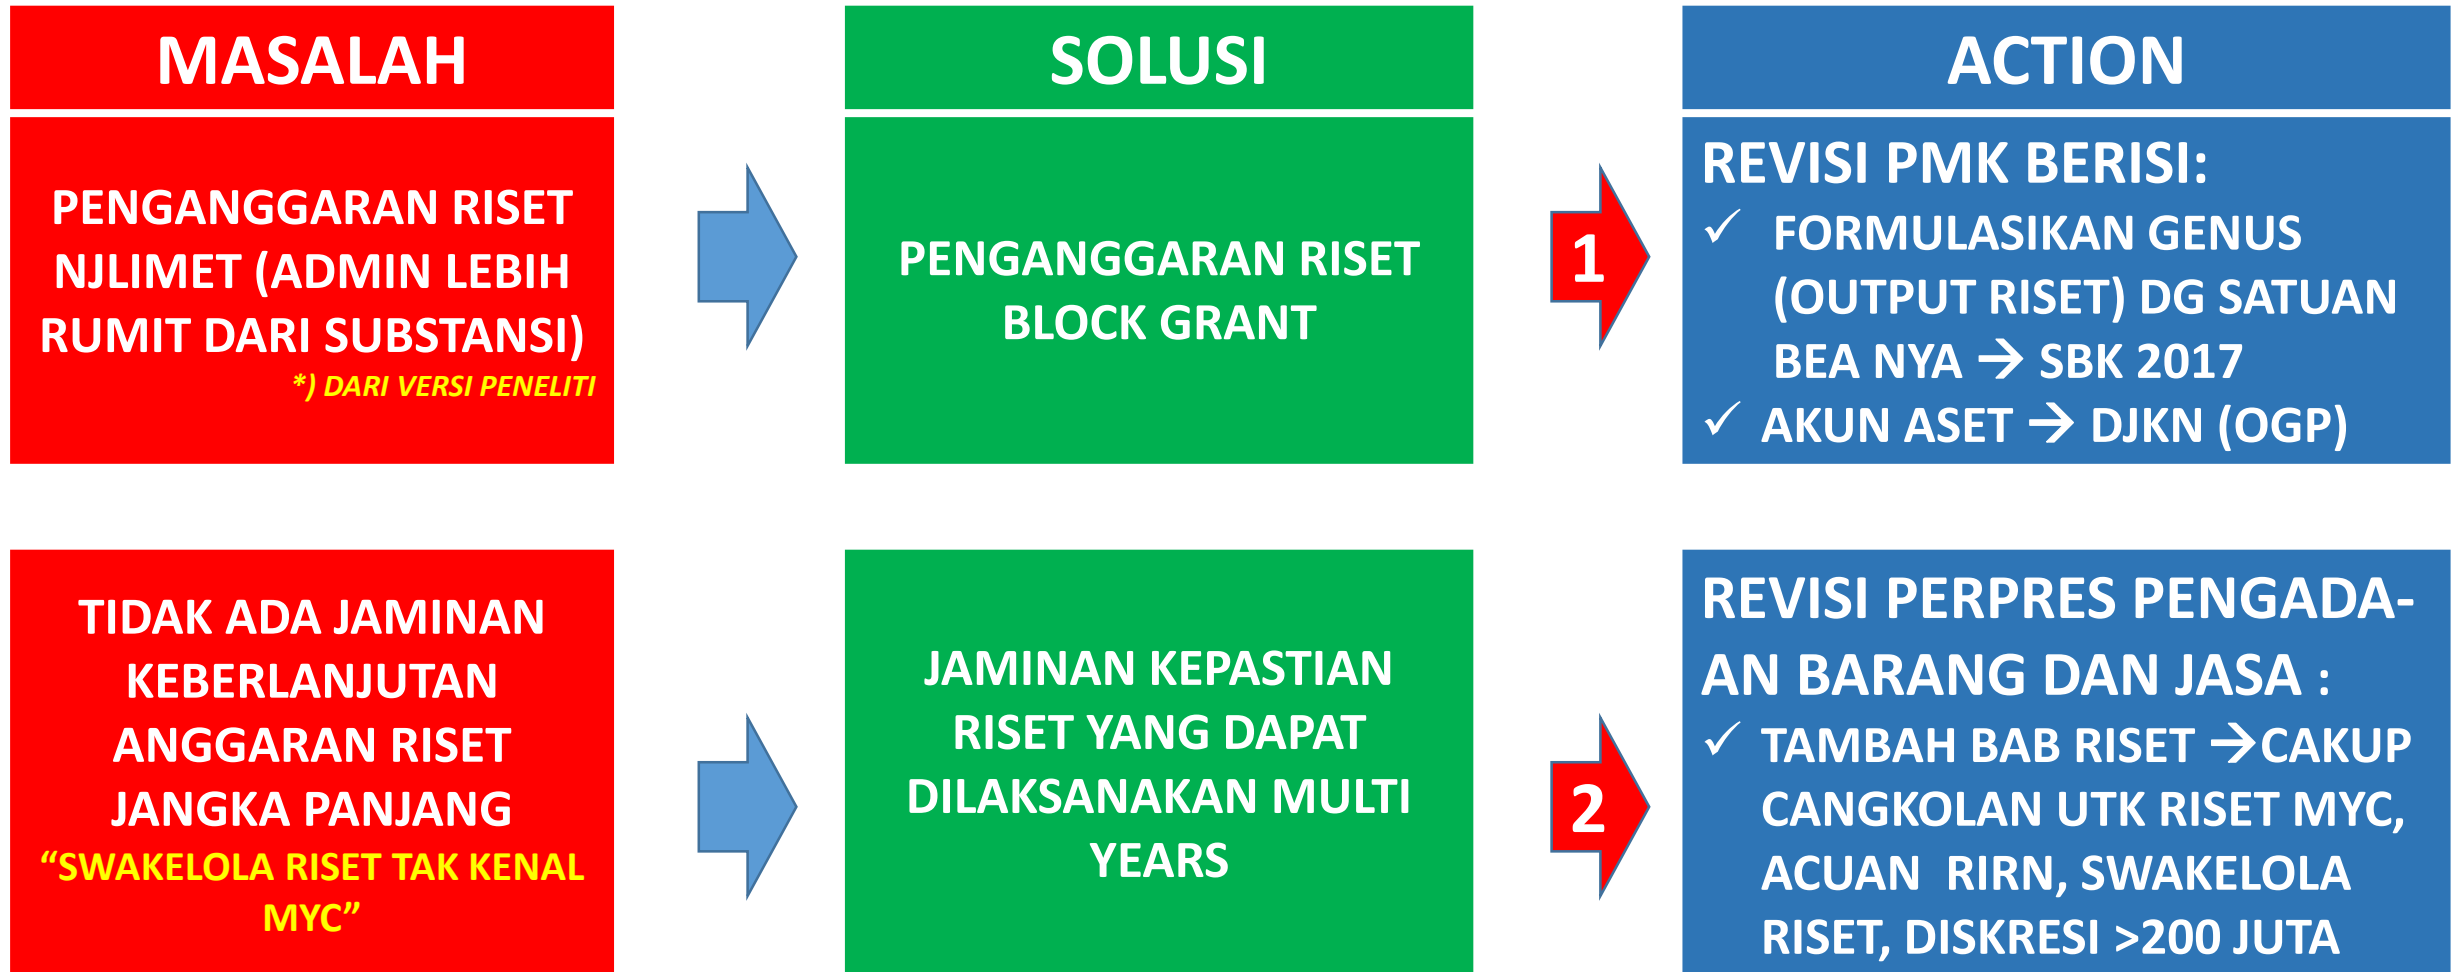 MASALAH
SOLUSI
ACTION
PENGANGGARAN RISET
NJLIMET (ADMIN LEBIH
RUMIT DARI SUBSTANSI)
*) DARI VERSI PENELITI
PENGANGGARAN RISET
BLOCK GRANT
1
REVISI PMK BERISI:
✓ FORMULASIKAN GENUS
(OUTPUT RISET) DG SATUAN
BEA NYA → SBK 2017
✓ AKUN ASET → DJKN (OGP)
TIDAK ADA JAMINAN
KEBERLANJUTAN
ANGGARAN RISET
JANGKA PANJANG
“SWAKELOLA RISET TAK KENAL
MYC”
JAMINAN KEPASTIAN
RISET YANG DAPAT
DILAKSANAKAN MULTI
YEARS
2
REVISI PERPRES PENGADA-
AN BARANG DAN JASA :
✓ TAMBAH BAB RISET →CAKUP
CANGKOLAN UTK RISET MYC,
ACUAN RIRN, SWAKELOLA
RISET, DISKRESI >200 JUTA